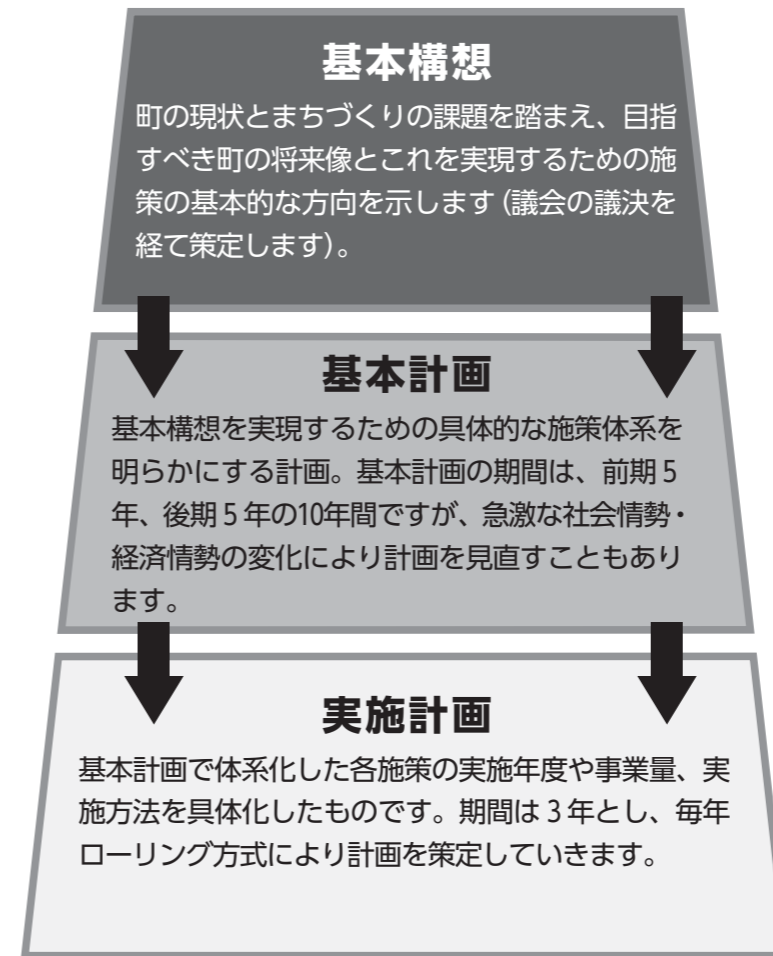 基本構想
町の現状とまちづくりの課題を踏まえ、目指
すべき町の将来像とこれを実現するための施
策の基本的な方向を示します(議会の議決を
経て策定します)。
基本計画
基本構想を実現するための具体的な施策体系を
明らかにする計画。基本計画の期間は、前期5
年、後期5年の10年間ですが、急激な社会情勢・
経済情勢の変化により計画を見直すこともあり
ます。
実施計画
基本計画で体系化した各施策の実施年度や事業量、実
施方法を具体化したものです。期間は3年とし、毎年
ローリング方式により計画を策定していきます。